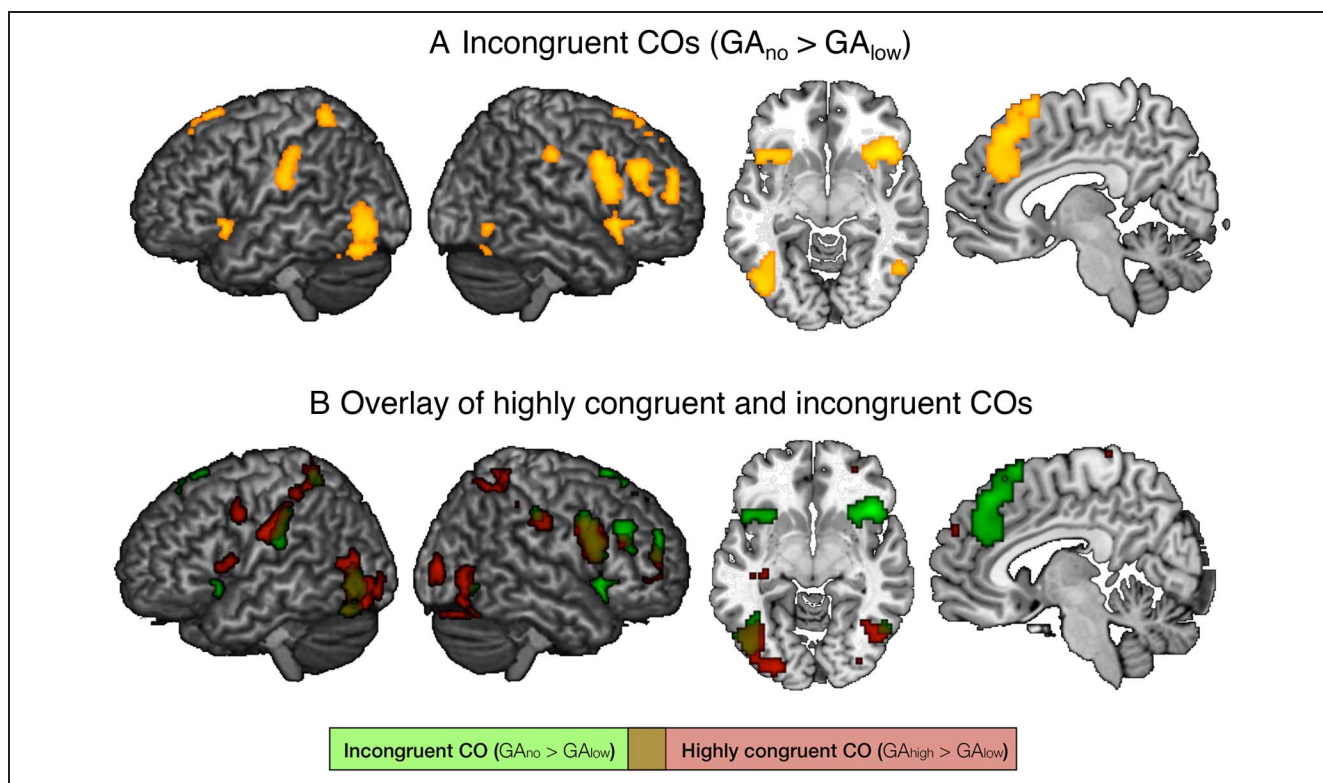 A Incongruent COs (GAno > GAlow)
B Overlay of highly congruent and incongruent COs
Incongruent CO (GAno > GAlow) Highly congruent CO (GAhigh > GAlow)